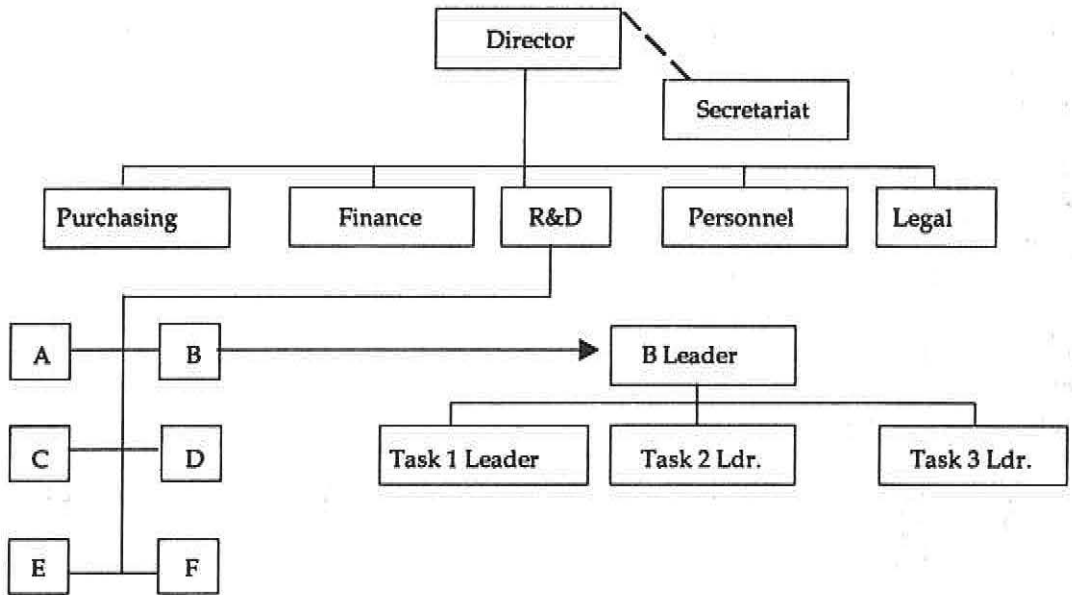 Director
Secretariat
Purchasing
Finance
R&D
Personnel
Legal
A
B
B Leader
C
D
Task 1 Leader
Task 2 Ldr.
Task 3 Ldr.
E
F